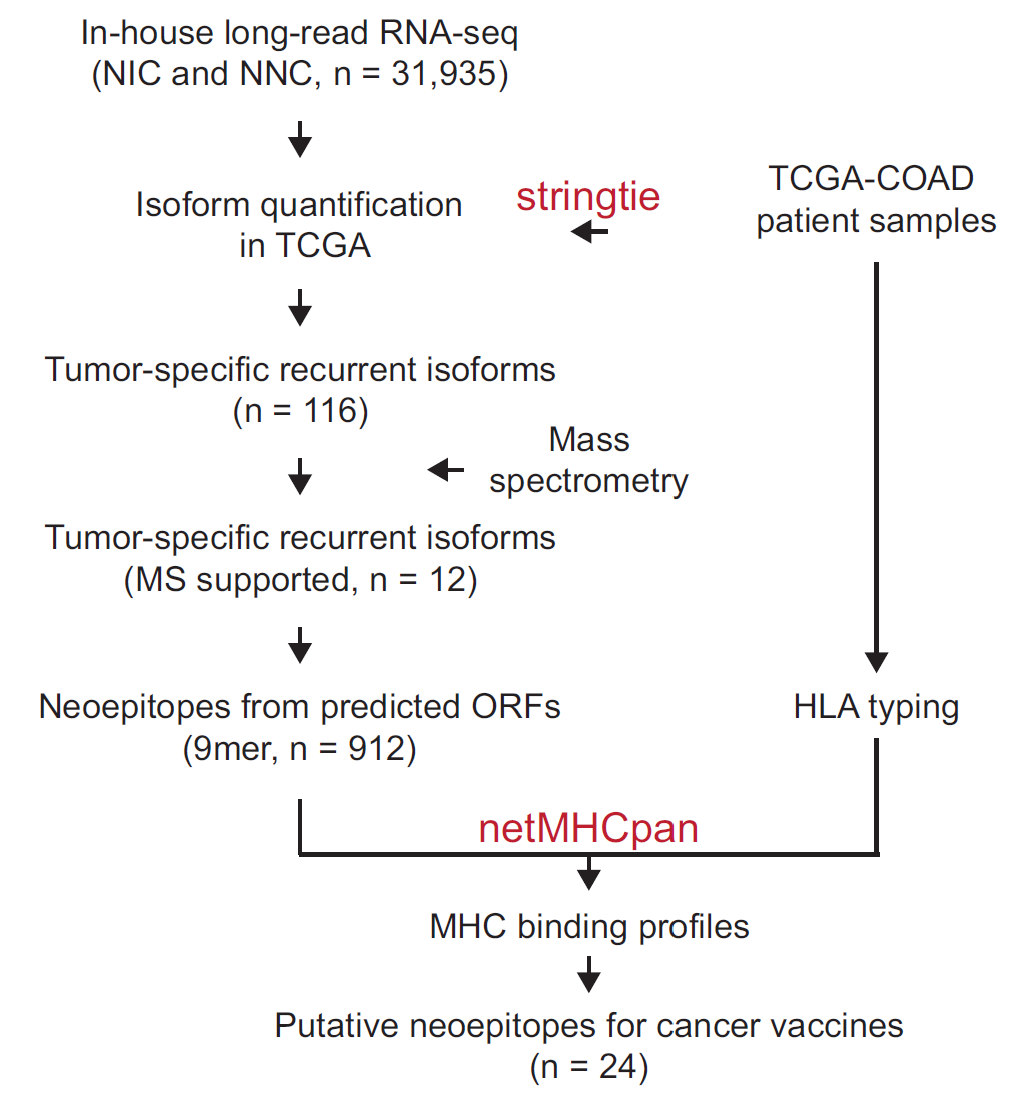 In-house long-read RNA-seq
(NIC and NNC, n = 31,935)
Isoform quantification
in TCGA
stringtie
TCGA-COAD
patient samples
Tumor-specific recurrent isoforms
(n = 116)
Mass
spectrometry
Tumor-specific recurrent isoforms
(MS supported, n = 12)
Neoepitopes from predicted ORFs
(9mer, n = 912)
HLA typing
netMHCpan
MHC binding profiles
Putative neoepitopes for cancer vaccines
(n = 24)